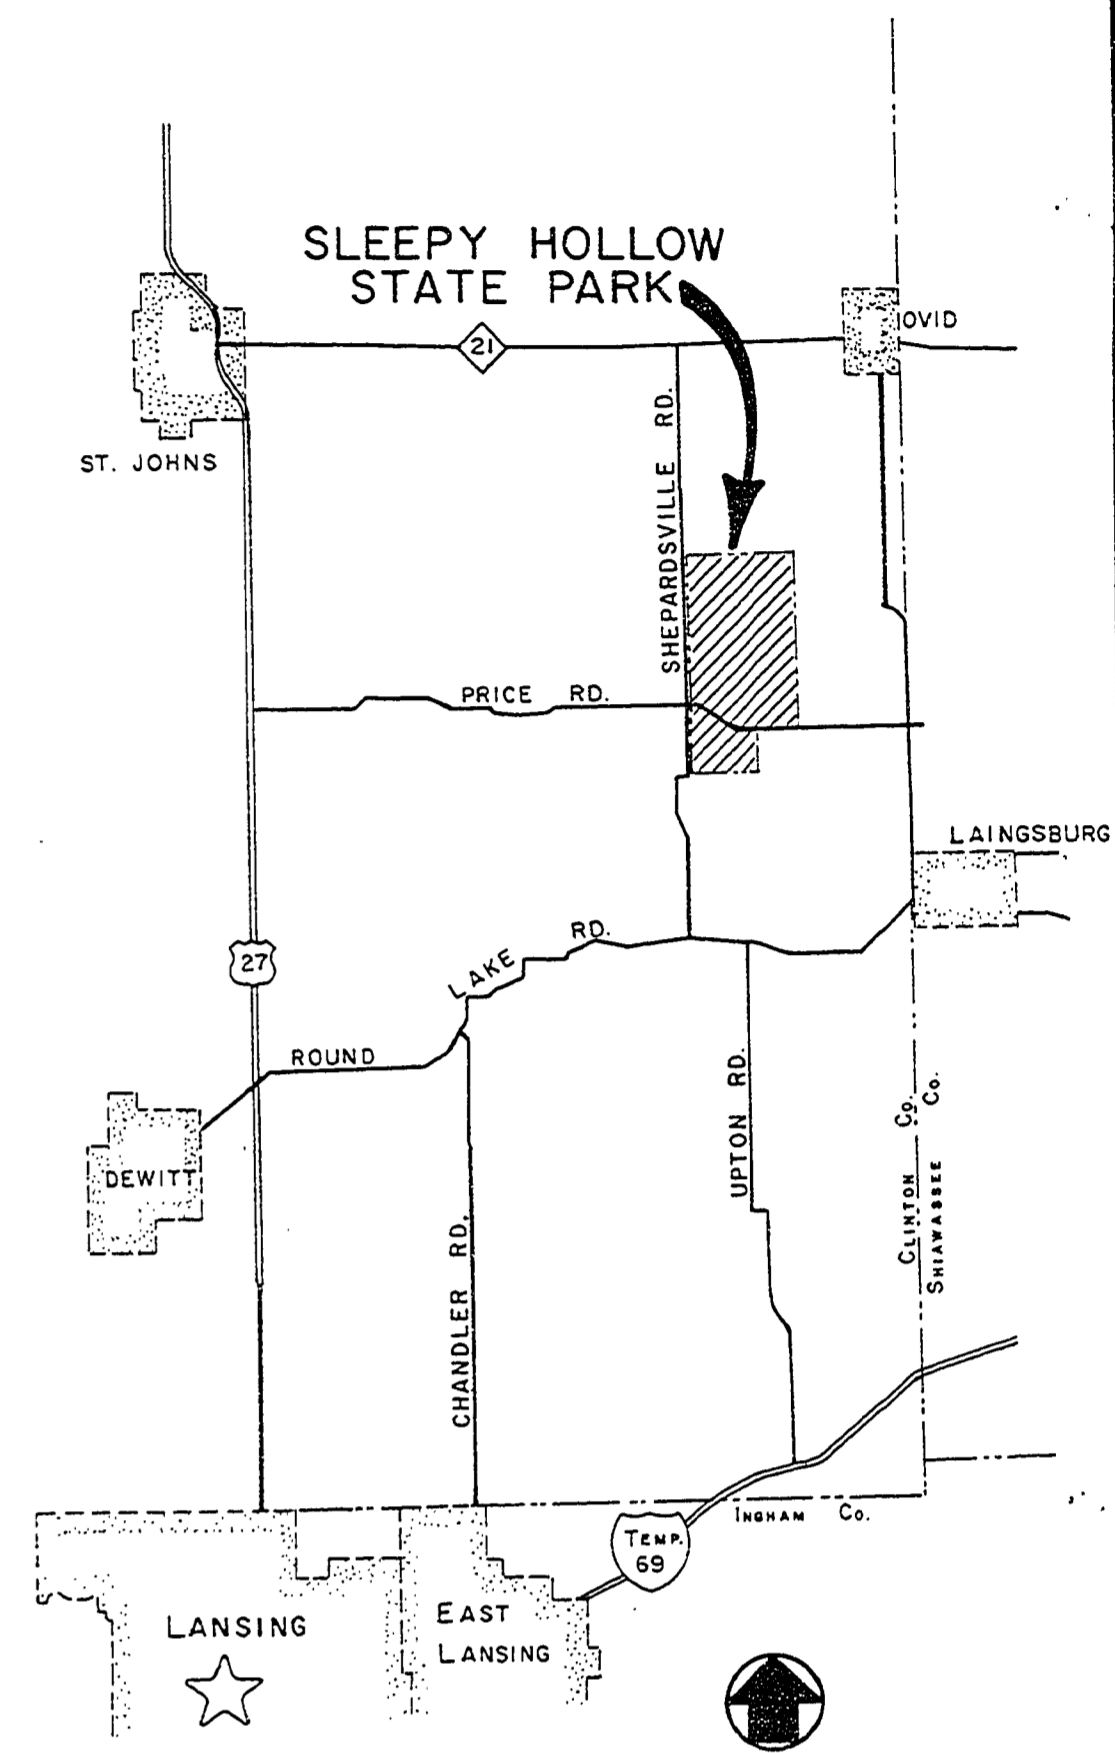 SLEEPY HOLLOW
STATE PARK
OVID
21
ST. JOHNS
SHEPARDSVILLE RD.
PRICE RD.
LAINGSBURG
27
LAKE RD.
ROUND
DEWITT
UPTON RD.
CLINTON CO.
SHIAWASSEE CO.
CHANDLER RD.
INGHAM CO.
TEMP.
69
LANSING
EAST
LANSING